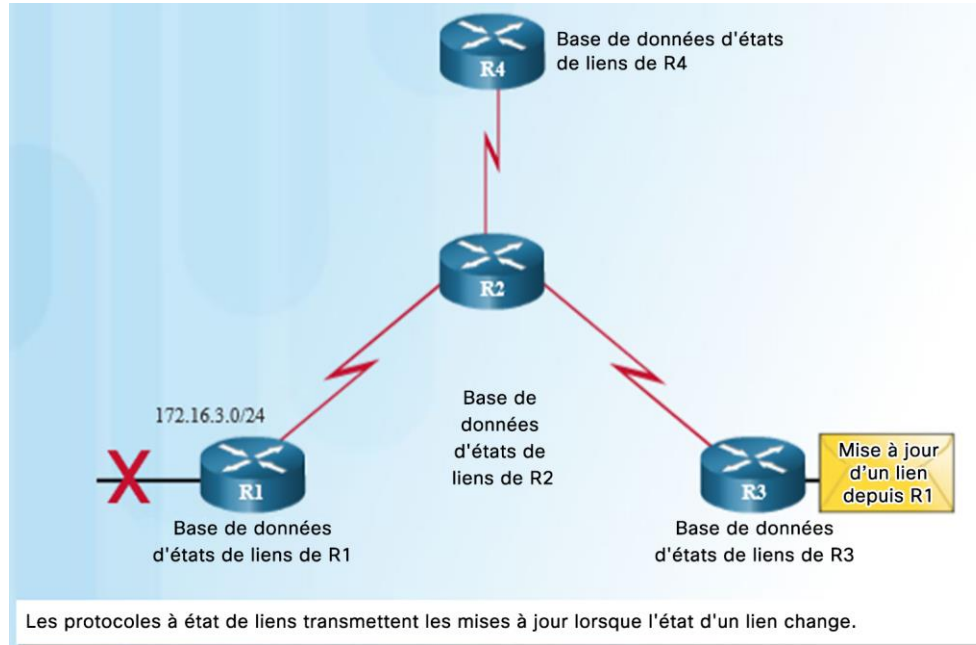 Base de données d'états
de liens de R4
R4
R2
172.16.3.0/24
Base de
données
d'états de
liens de R2
R1
R3
Mise à jour
d'un lien
depuis R1
Base de données
d'états de liens de R1
Base de données
d'états de liens de R3
Les protocoles à état de liens transmettent les mises à jour lorsque l'état d'un lien change.